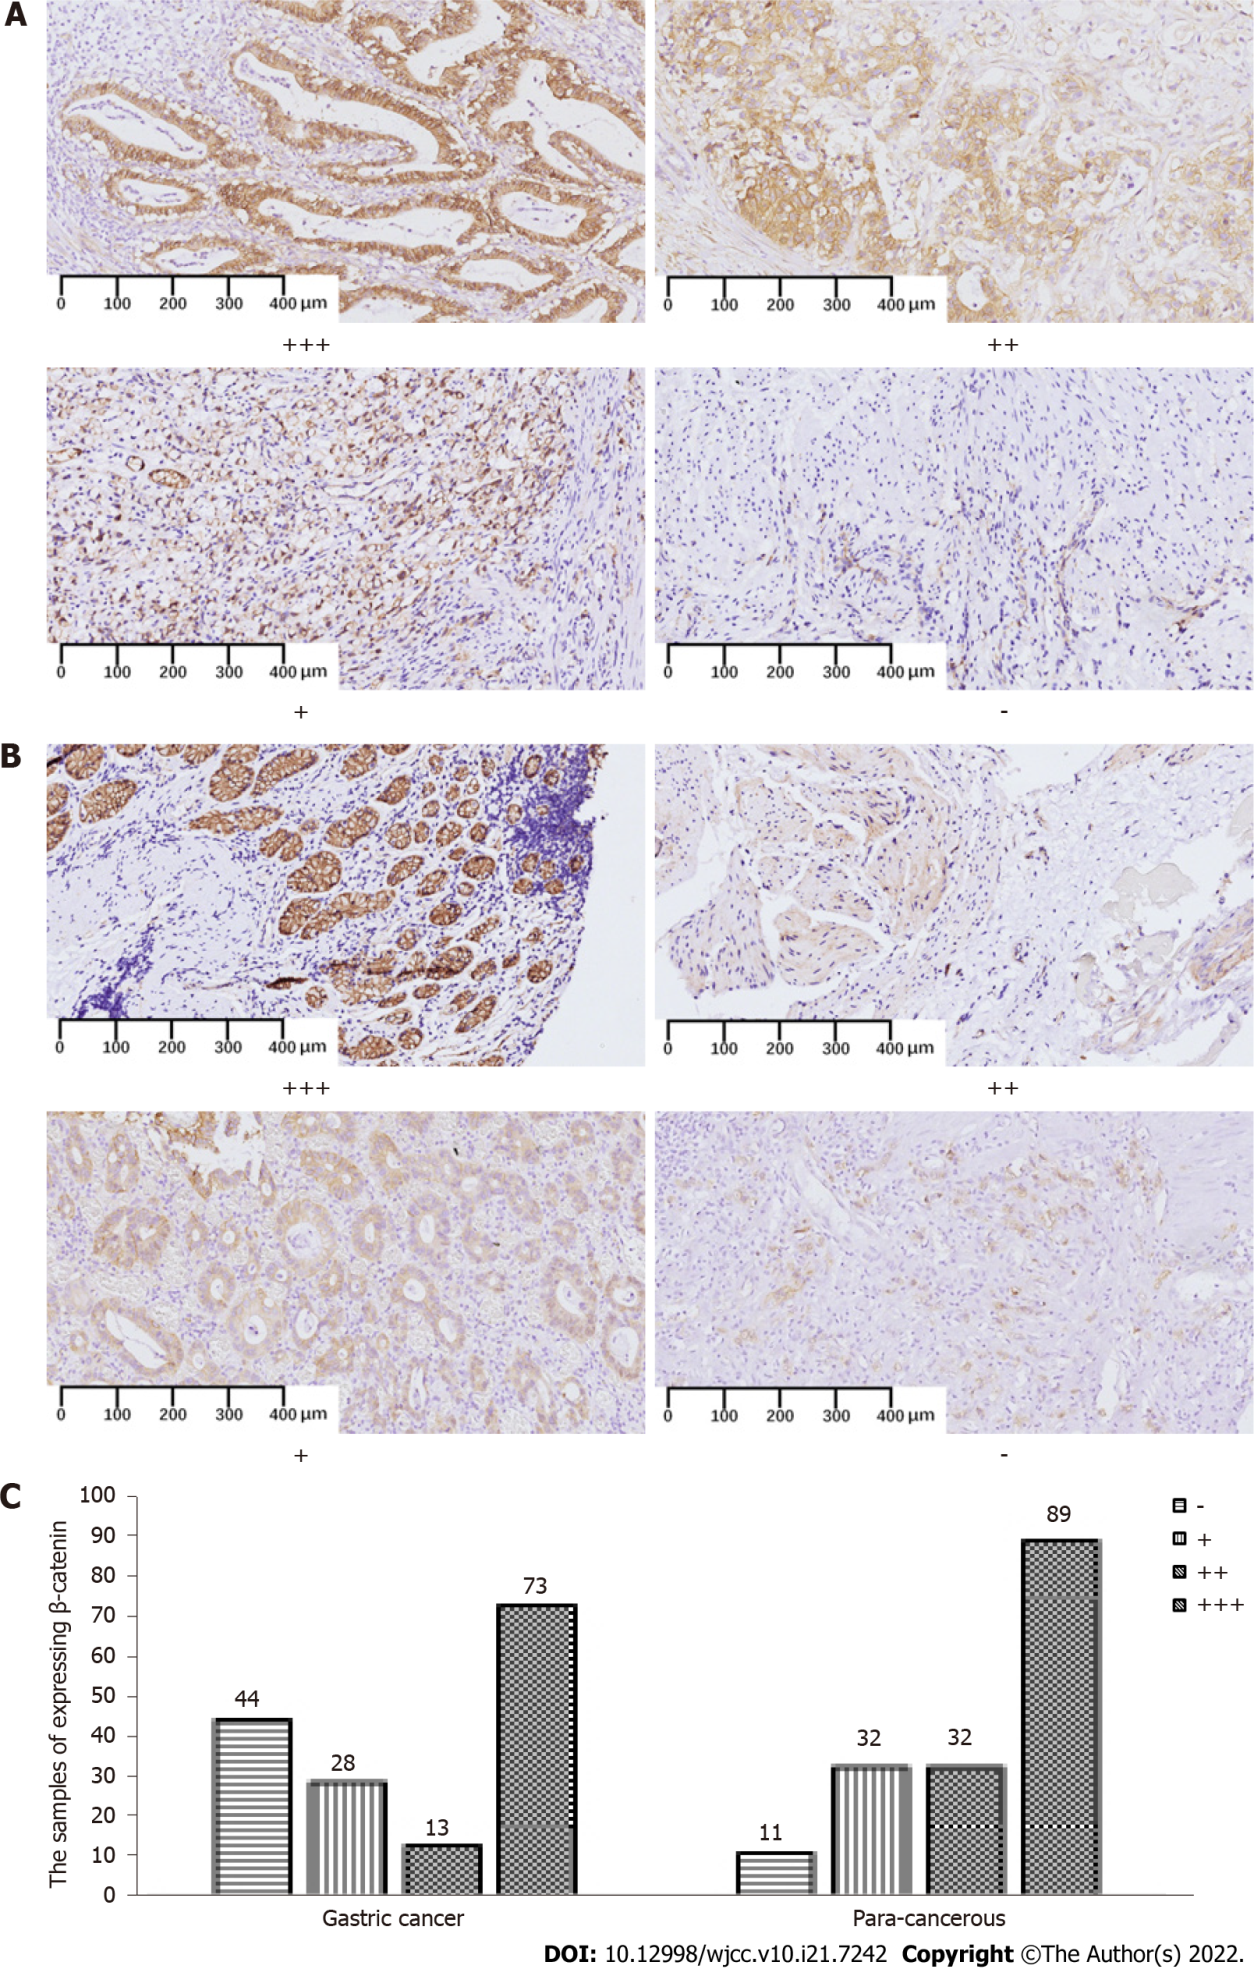 A
0 100 200 300 400 μm
0 100 200 300 400 μm
+++
++
0 100 200 300 400 μm
0 100 200 300 400 μm
+
-
B
0 100 200 300 400 μm
0 100 200 300 400 μm
+++
++
0 100 200 300 400 μm
0 100 200 300 400 μm
+
-
C
The samples of expressing β-catenin
100
90
80
70
60
50
40
30
20
10
0
44
28
13
73
11
32
32
89
Gastric cancer
Para-cancerous
-
+
++
+++
DOI: 10.12998/wjcc.v10.i21.7242 Copyright ©The Author(s) 2022.